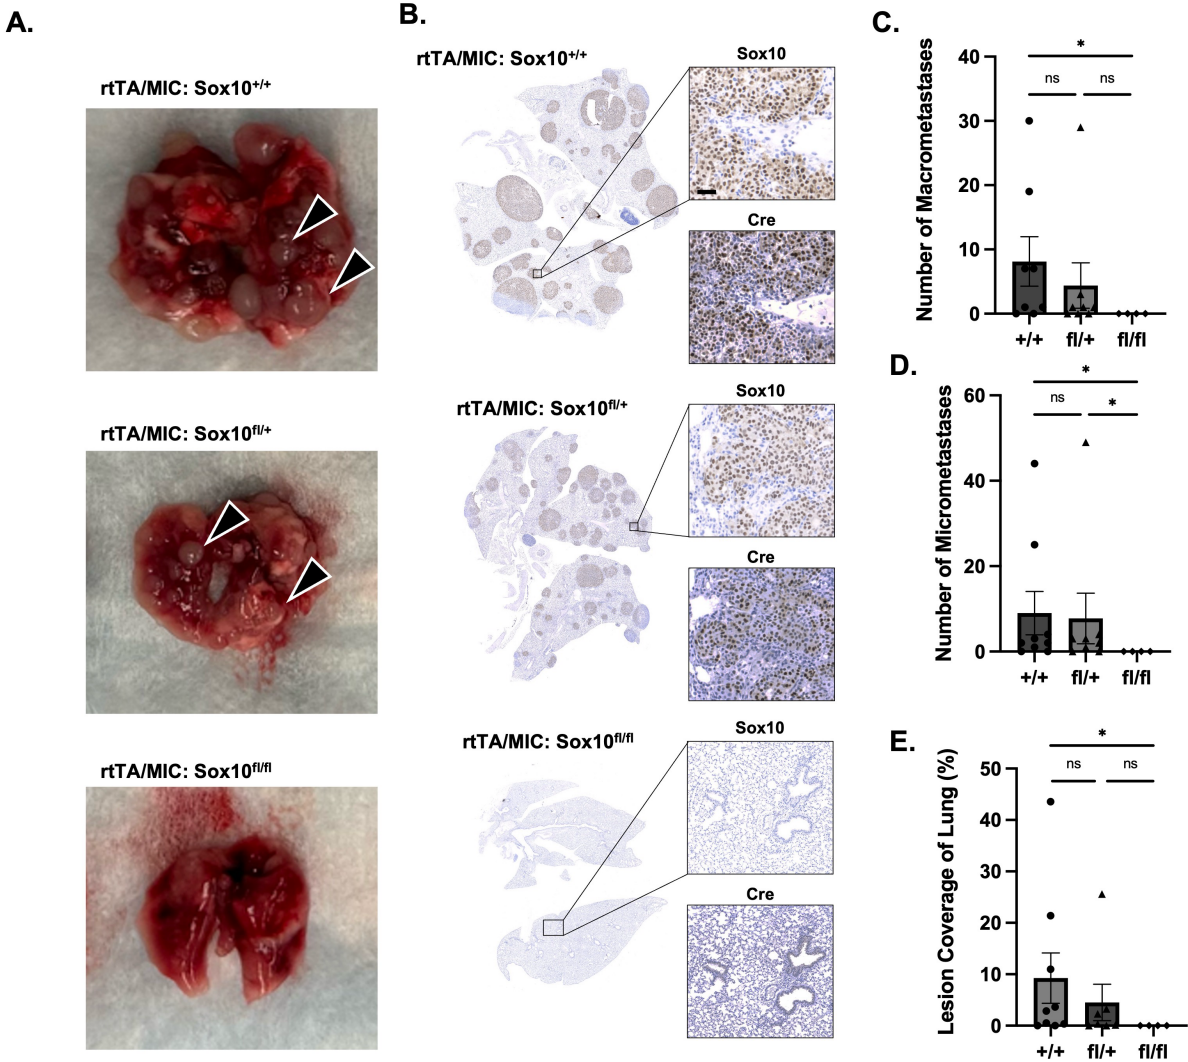 A.
rtTA/MIC: Sox10+/+
rtTA/MIC: Sox10fl/+
rtTA/MIC: Sox10fl/fl
B.
rtTA/MIC: Sox10+/+
Sox10
Cre
rtTA/MIC: Sox10fl/+
Sox10
Cre
rtTA/MIC: Sox10fl/fl
Sox10
Cre
C.
Number of Macrometastases
40
30
20
10
0
*
ns
ns
+/+
fl/+
fl/fl
D.
Number of Micrometastases
60
40
20
0
*
ns
*
+/+
fl/+
fl/fl
E.
Lesion Coverage of Lung (%)
50
40
30
20
10
0
*
ns
ns
+/+
fl/+
fl/fl